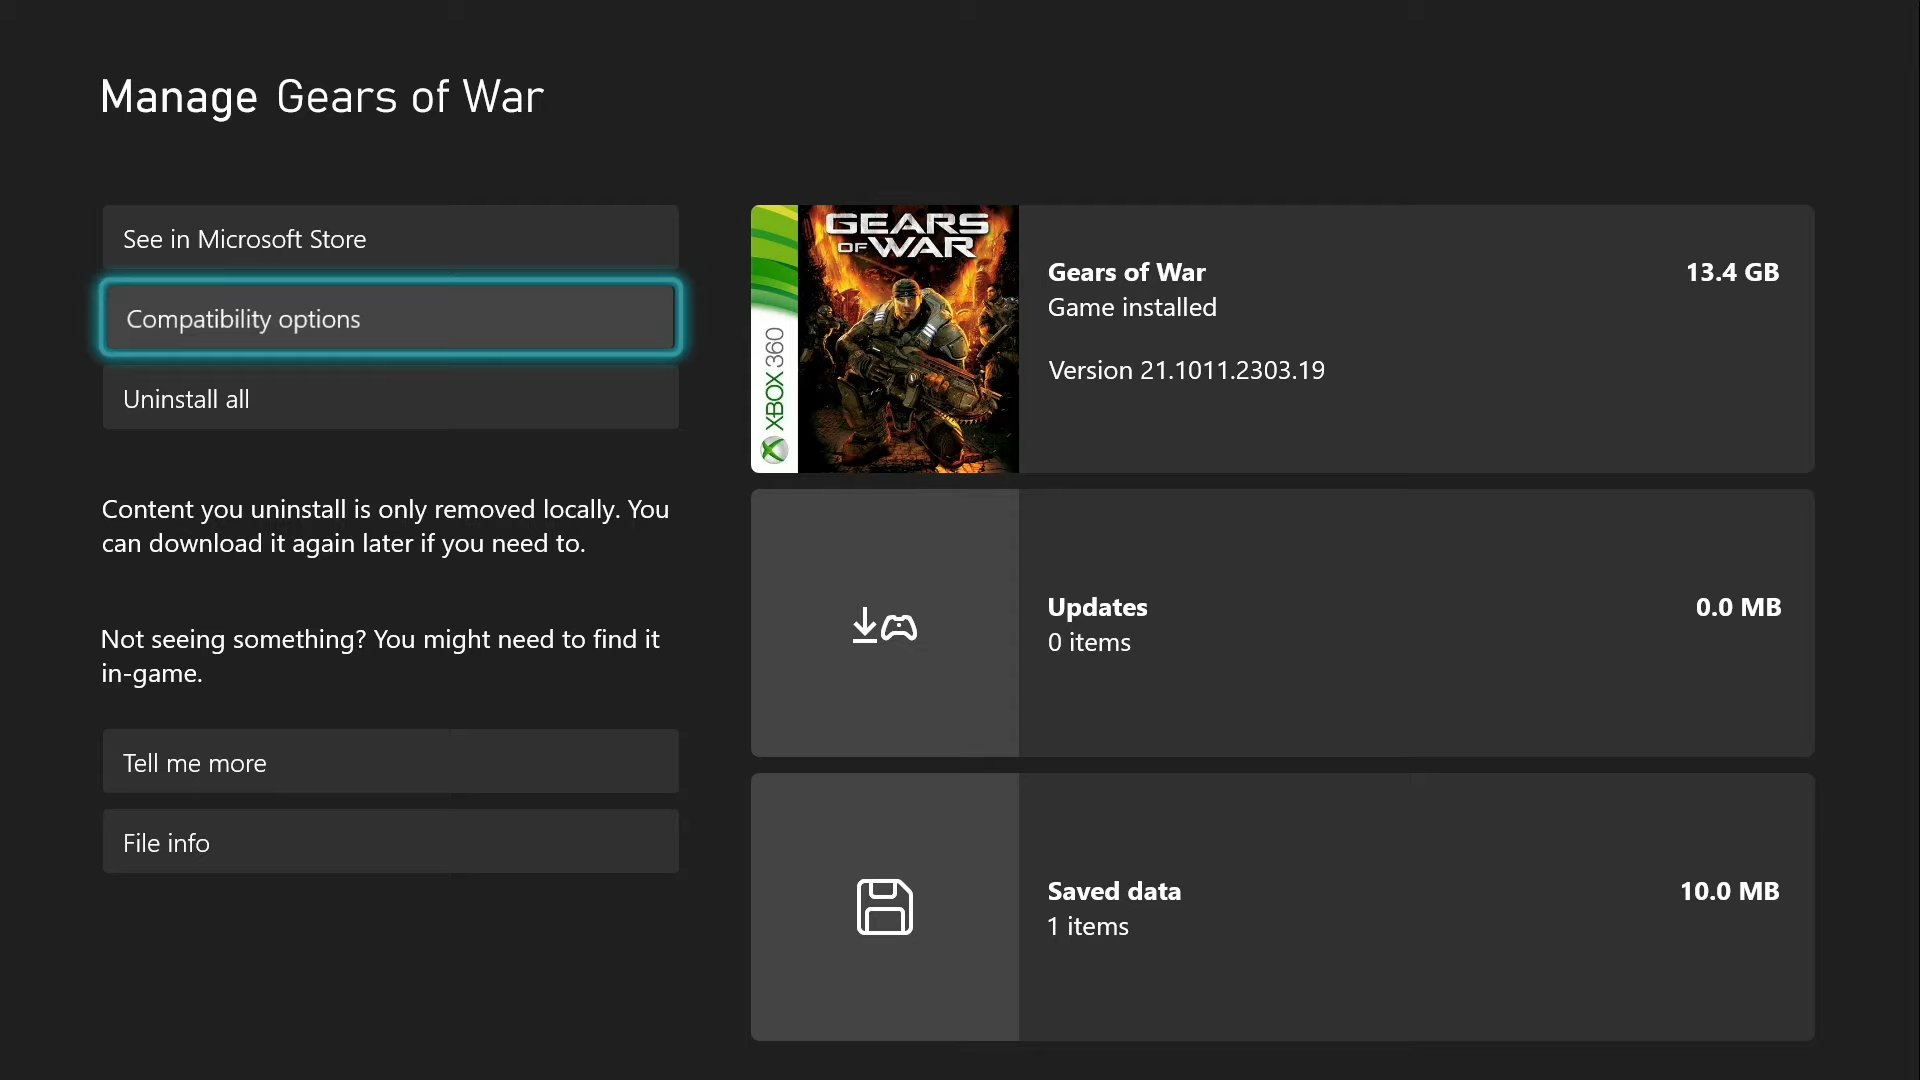 Manage Gears of War
See in Microsoft Store
Compatibility options
Uninstall all
Content you uninstall is only removed locally. You
can download it again later if you need to.
Not seeing something? You might need to find it
in-game.
Tell me more
File info
XBOX 360
GEARS
OF WAR
Gears of War
13.4 GB
Game installed
Version 21.1011.2303.19
Updates
0.0 MB
0 items
Saved data
10.0 MB
1 items